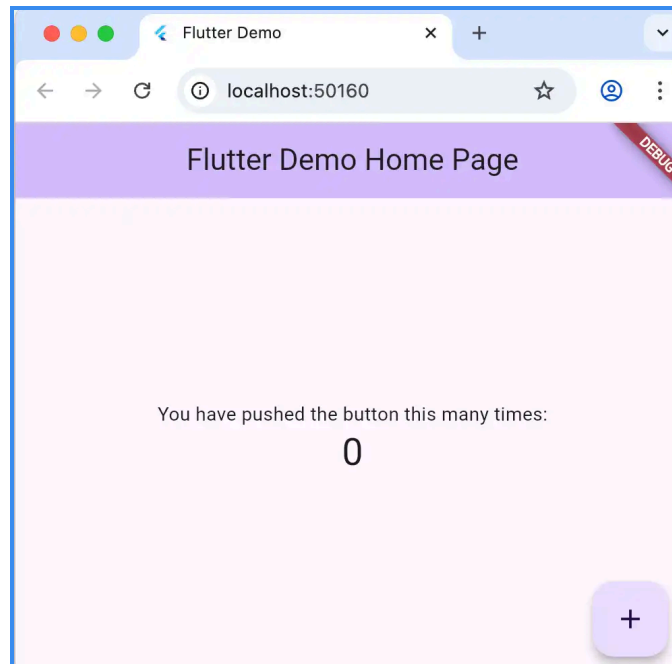 Flutter Demo
localhost:50160
Flutter Demo Home Page
DEBUG
You have pushed the button this many times:
0